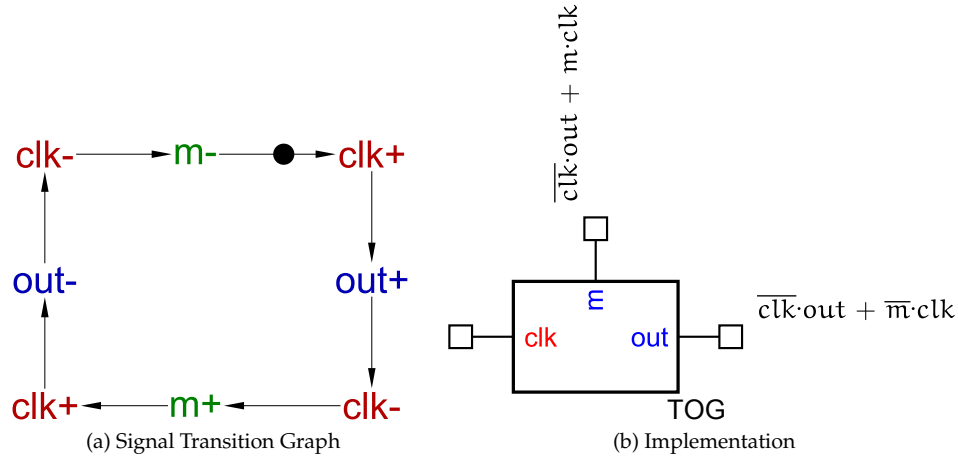 clk-
m-
clk+
out-
out+
clk+
m+
clk-
(a) Signal Transition Graph
c̅l̅k̅·out + m·clk
m
clk
out
c̅l̅k̅·out + m̅·clk
TOG
(b) Implementation